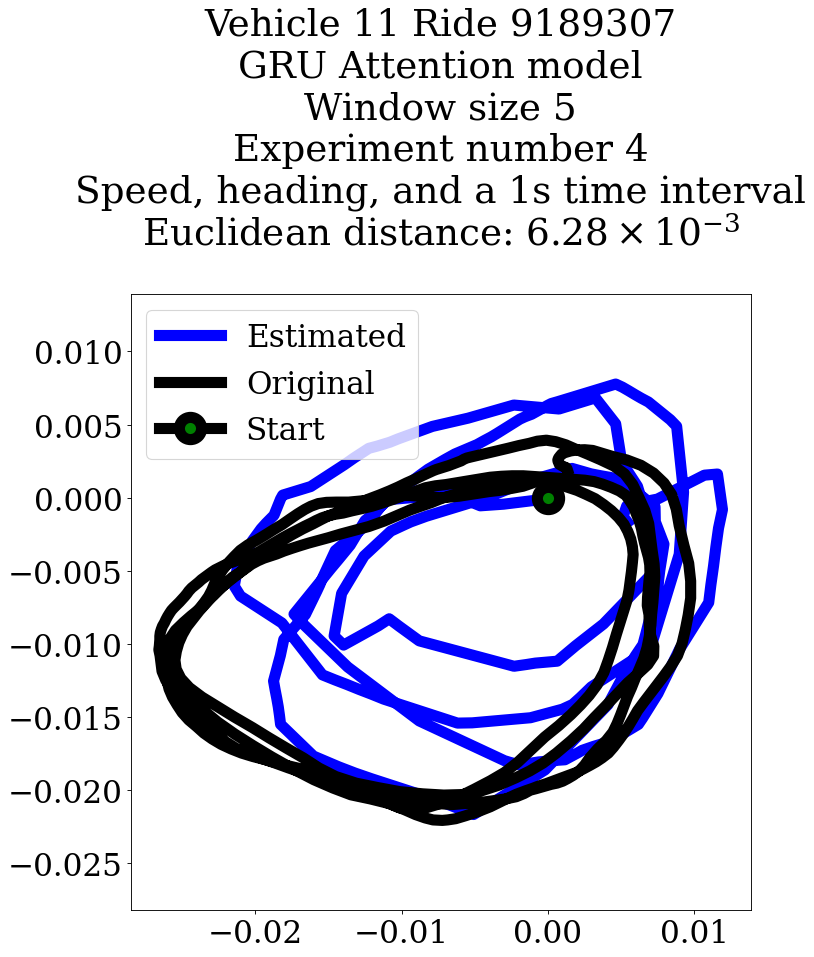 Vehicle 11 Ride 9189307
GRU Attention model
Window size 5
Experiment number 4
Speed, heading, and a 1s time interval
Euclidean distance: 6.28 × 10⁻³
Estimated
Original
Start
0.010
0.005
0.000
−0.005
−0.010
−0.015
−0.020
−0.025
−0.02 −0.01 0.00 0.01